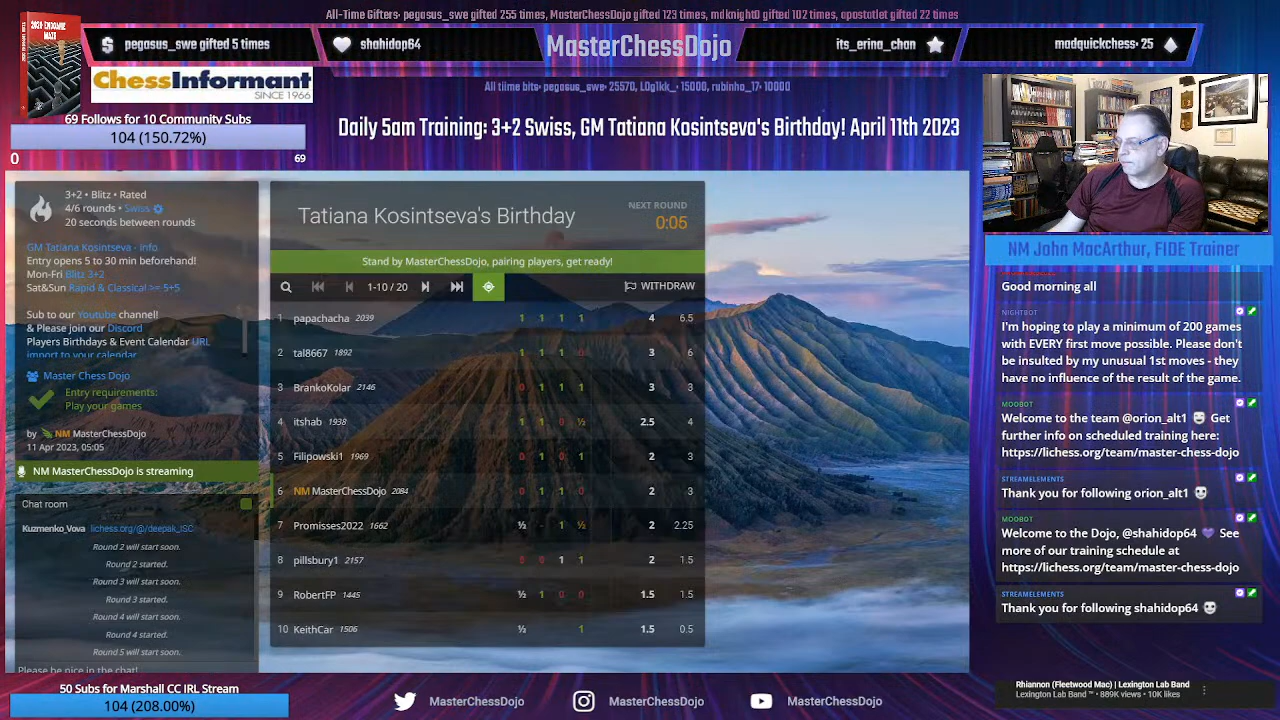 All-Time Gifters: pegasus_swe gifted 255 times, MasterChessDojo gifted 123 times, mdknight0 gifted 102 times, apostatlet gifted 22 times
pegasus_swe gifted 5 times
shahidop64
MasterChessDojo
its_erina_chan
madquickchess: 25
ChessInformant
SINCE 1966
All tiime bits: pegasus_swe: 25570, L0g1kk_: 15000, rubinho_17: 10000
69 Follows for 10 Community Subs
104 (150.72%)
0
69
Daily 5am Training: 3+2 Swiss, GM Tatiana Kosintseva's Birthday! April 11th 2023
3+2 • Blitz • Rated
4/6 rounds • Swiss
20 seconds between rounds
GM Tatiana Kosintseva - Info
Entry opens 5 to 30 min beforehand!
Mon-Fri Blitz 3+2
Sat&Sun Rapid & Classical >= 5+5
Sub to our Youtube channel!
& Please join our Discord
Players Birthdays & Event Calendar URL
import to your calendar
Master Chess Dojo
Entry requirements:
Play your games
by NM MasterChessDojo
11 Apr 2023, 05:05
NM MasterChessDojo is streaming
Chat room
Kuzmenko_Vova lichess.org/@/deepak_ISC
Round 2 will start soon.
Round 2 started.
Round 3 will start soon.
Round 3 started.
Round 4 will start soon.
Round 4 started.
Round 5 will start soon.
Please be nice in the chat!
Tatiana Kosintseva's Birthday
NEXT ROUND
0:05
Stand by MasterChessDojo, pairing players, get ready!
1-10 / 20
WITHDRAW
1 papachacha 2039 1 1 1 1 4 6.5
2 tal8667 1892 1 1 1 0 3 6
3 BrankoKolar 2146 0 1 1 1 3 3
4 itshab 1938 1 1 0 ½ 2.5 4
5 Filipowski1 1969 0 1 0 1 2 3
6 NM MasterChessDojo 2084 0 1 1 0 2 3
7 Promisses2022 1662 ½ - 1 ½ 2 2.25
8 pillsbury1 2157 0 0 1 1 2 1.5
9 RobertFP 1445 ½ 1 0 0 1.5 1.5
10 KeithCar 1506 ½ 1 1.5 0.5
NM John MacArthur, FIDE Trainer
Good morning all
NIGHTBOT
I'm hoping to play a minimum of 200 games
with EVERY first move possible. Please don't
be insulted by my unusual 1st moves - they
have no influence of the result of the game.
MOOBOT
Welcome to the team @orion_alt1 Get
further info on scheduled training here:
https://lichess.org/team/master-chess-dojo
STREAMELEMENTS
Thank you for following orion_alt1
MOOBOT
Welcome to the Dojo, @shahidop64 💜 See
more of our training schedule at
https://lichess.org/team/master-chess-dojo
STREAMELEMENTS
Thank you for following shahidop64
50 Subs for Marshall CC IRL Stream
104 (208.00%)
MasterChessDojo
MasterChessDojo
MasterChessDojo
Rhiannon (Fleetwood Mac) | Lexington Lab Band
Lexington Lab Band ™ • 889K views • 10K likes